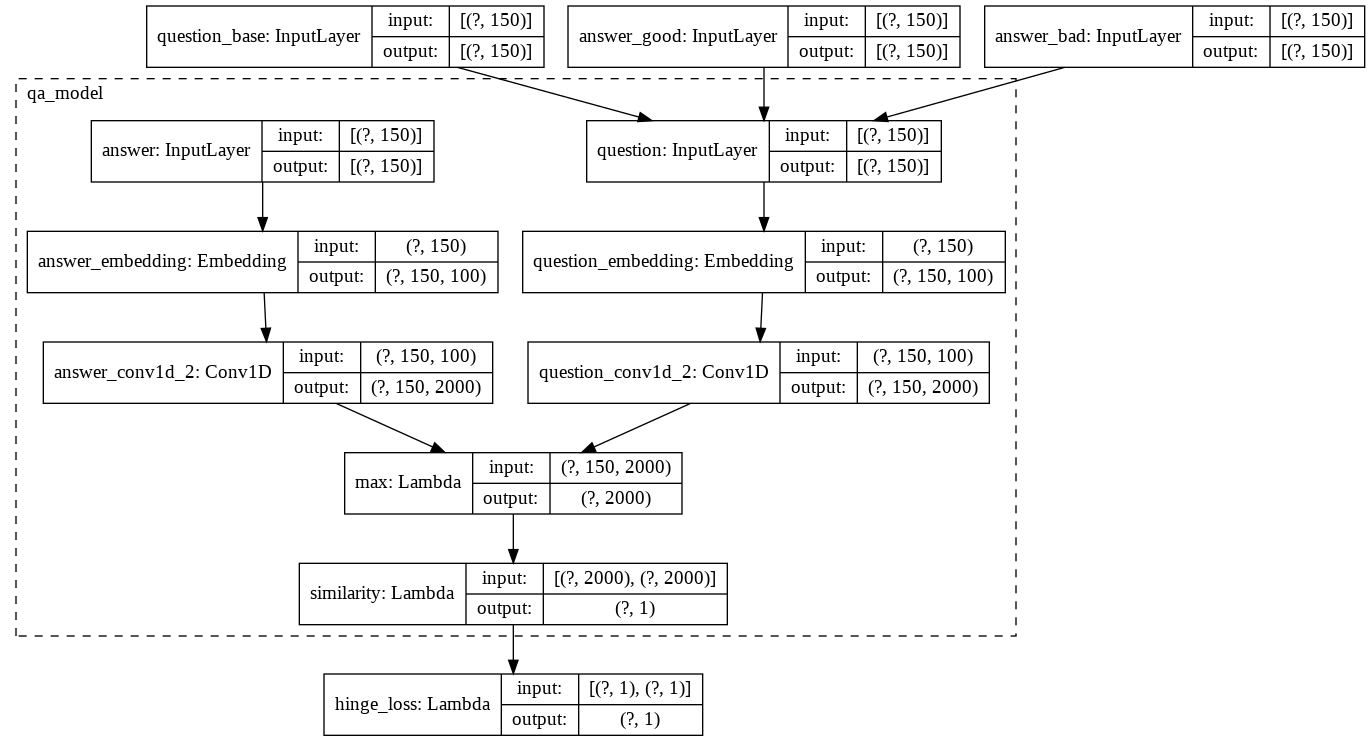 question_base: InputLayer
input:
[(?, 150)]
output:
[(?, 150)]
answer_good: InputLayer
input:
[(?, 150)]
output:
[(?, 150)]
answer_bad: InputLayer
input:
[(?, 150)]
output:
[(?, 150)]
qa_model
answer: InputLayer
input:
[(?, 150)]
output:
[(?, 150)]
question: InputLayer
input:
[(?, 150)]
output:
[(?, 150)]
answer_embedding: Embedding
input:
(?, 150)
output:
(?, 150, 100)
question_embedding: Embedding
input:
(?, 150)
output:
(?, 150, 100)
answer_conv1d_2: Conv1D
input:
(?, 150, 100)
output:
(?, 150, 2000)
question_conv1d_2: Conv1D
input:
(?, 150, 100)
output:
(?, 150, 2000)
max: Lambda
input:
(?, 150, 2000)
output:
(?, 2000)
similarity: Lambda
input:
[(?, 2000), (?, 2000)]
output:
(?, 1)
hinge_loss: Lambda
input:
[(?, 1), (?, 1)]
output:
(?, 1)